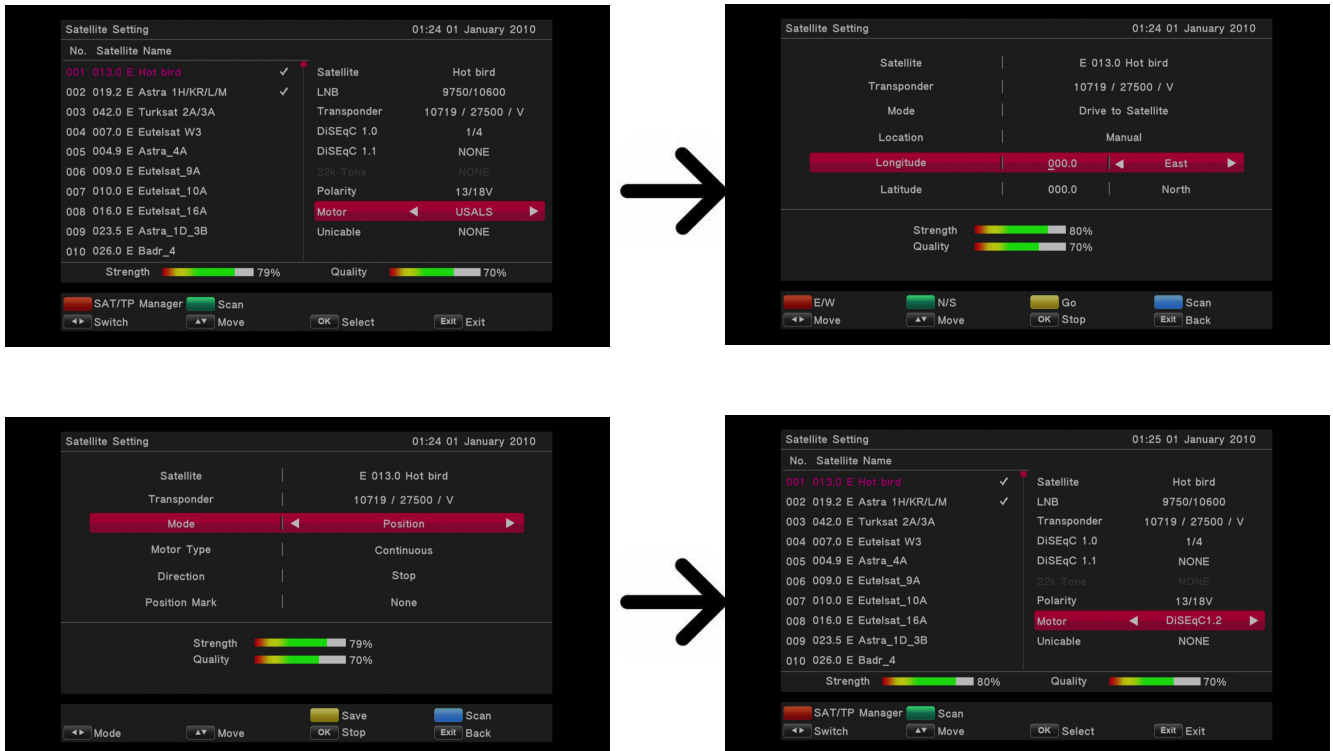 Satellite Setting 01:24 01 January 2010
No. Satellite Name
001 013.0 E Hot bird ✓ Satellite Hot bird
002 019.2 E Astra 1H/KR/L/M ✓ LNB 9750/10600
003 042.0 E Turksat 2A/3A Transponder 10719 / 27500 / V
004 007.0 E Eutelsat W3 DiSEqC 1.0 1/4
005 004.9 E Astra_4A DiSEqC 1.1 NONE
006 009.0 E Eutelsat_9A 22k Tone NONE
007 010.0 E Eutelsat_10A Polarity 13/18V
008 016.0 E Eutelsat_16A Motor USALS
009 023.5 E Astra_1D_3B Unicable NONE
010 026.0 E Badr_4
Strength 79% Quality 70%
SAT/TP Manager Scan
Switch Move OK Select Exit Exit
Satellite Setting 01:24 01 January 2010
Satellite E 013.0 Hot bird
Transponder 10719 / 27500 / V
Mode Drive to Satellite
Location Manual
Longitude 000.0 East
Latitude 000.0 North
Strength 80%
Quality 70%
E/W N/S Go Scan
Move Move OK Stop Exit Back
Satellite Setting 01:24 01 January 2010
Satellite E 013.0 Hot bird
Transponder 10719 / 27500 / V
Mode Position
Motor Type Continuous
Direction Stop
Position Mark None
Strength 79%
Quality 70%
Save Scan
Mode Move OK Stop Exit Back
Satellite Setting 01:25 01 January 2010
No. Satellite Name
001 013.0 E Hot bird ✓ Satellite Hot bird
002 019.2 E Astra 1H/KR/L/M ✓ LNB 9750/10600
003 042.0 E Turksat 2A/3A Transponder 10719 / 27500 / V
004 007.0 E Eutelsat W3 DiSEqC 1.0 1/4
005 004.9 E Astra_4A DiSEqC 1.1 NONE
006 009.0 E Eutelsat_9A 22k Tone NONE
007 010.0 E Eutelsat_10A Polarity 13/18V
008 016.0 E Eutelsat_16A Motor DiSEqC1.2
009 023.5 E Astra_1D_3B Unicable NONE
010 026.0 E Badr_4
Strength 80% Quality 70%
SAT/TP Manager Scan
Switch Move OK Select Exit Exit